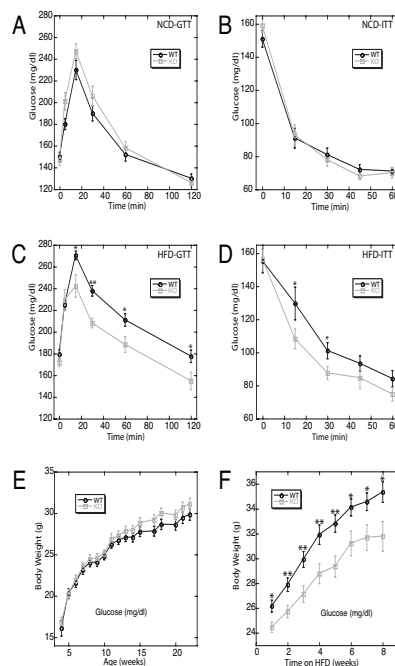 A
NCD-GTT
Glucose (mg/dl)
280
260
240
220
200
180
160
140
120
WT
KO
0 20 40 60 80 100 120
Time (min)
B
NCD-ITT
Glucose (mg/dl)
160
140
120
100
80
60
WT
KO
0 10 20 30 40 50 60
Time (min)
C
HFD-GTT
Glucose (mg/dl)
280
260
240
220
200
180
160
140
120
WT
KO
*
**
*
*
0 20 40 60 80 100 120
Time (min)
D
HFD-ITT
Glucose (mg/dl)
160
140
120
100
80
60
WT
KO
*
*
0 10 20 30 40 50 60
Time (min)
E
Body Weight (g)
35
30
25
20
15
10
WT
KO
Glucose (mg/dl)
5 10 15 20
Age (weeks)
F
Body Weight (g)
36
34
32
30
28
26
24
22
WT
KO
*
**
**
**
**
*
*
*
Glucose (mg/dl)
0 2 4 6 8
Time on HFD (weeks)